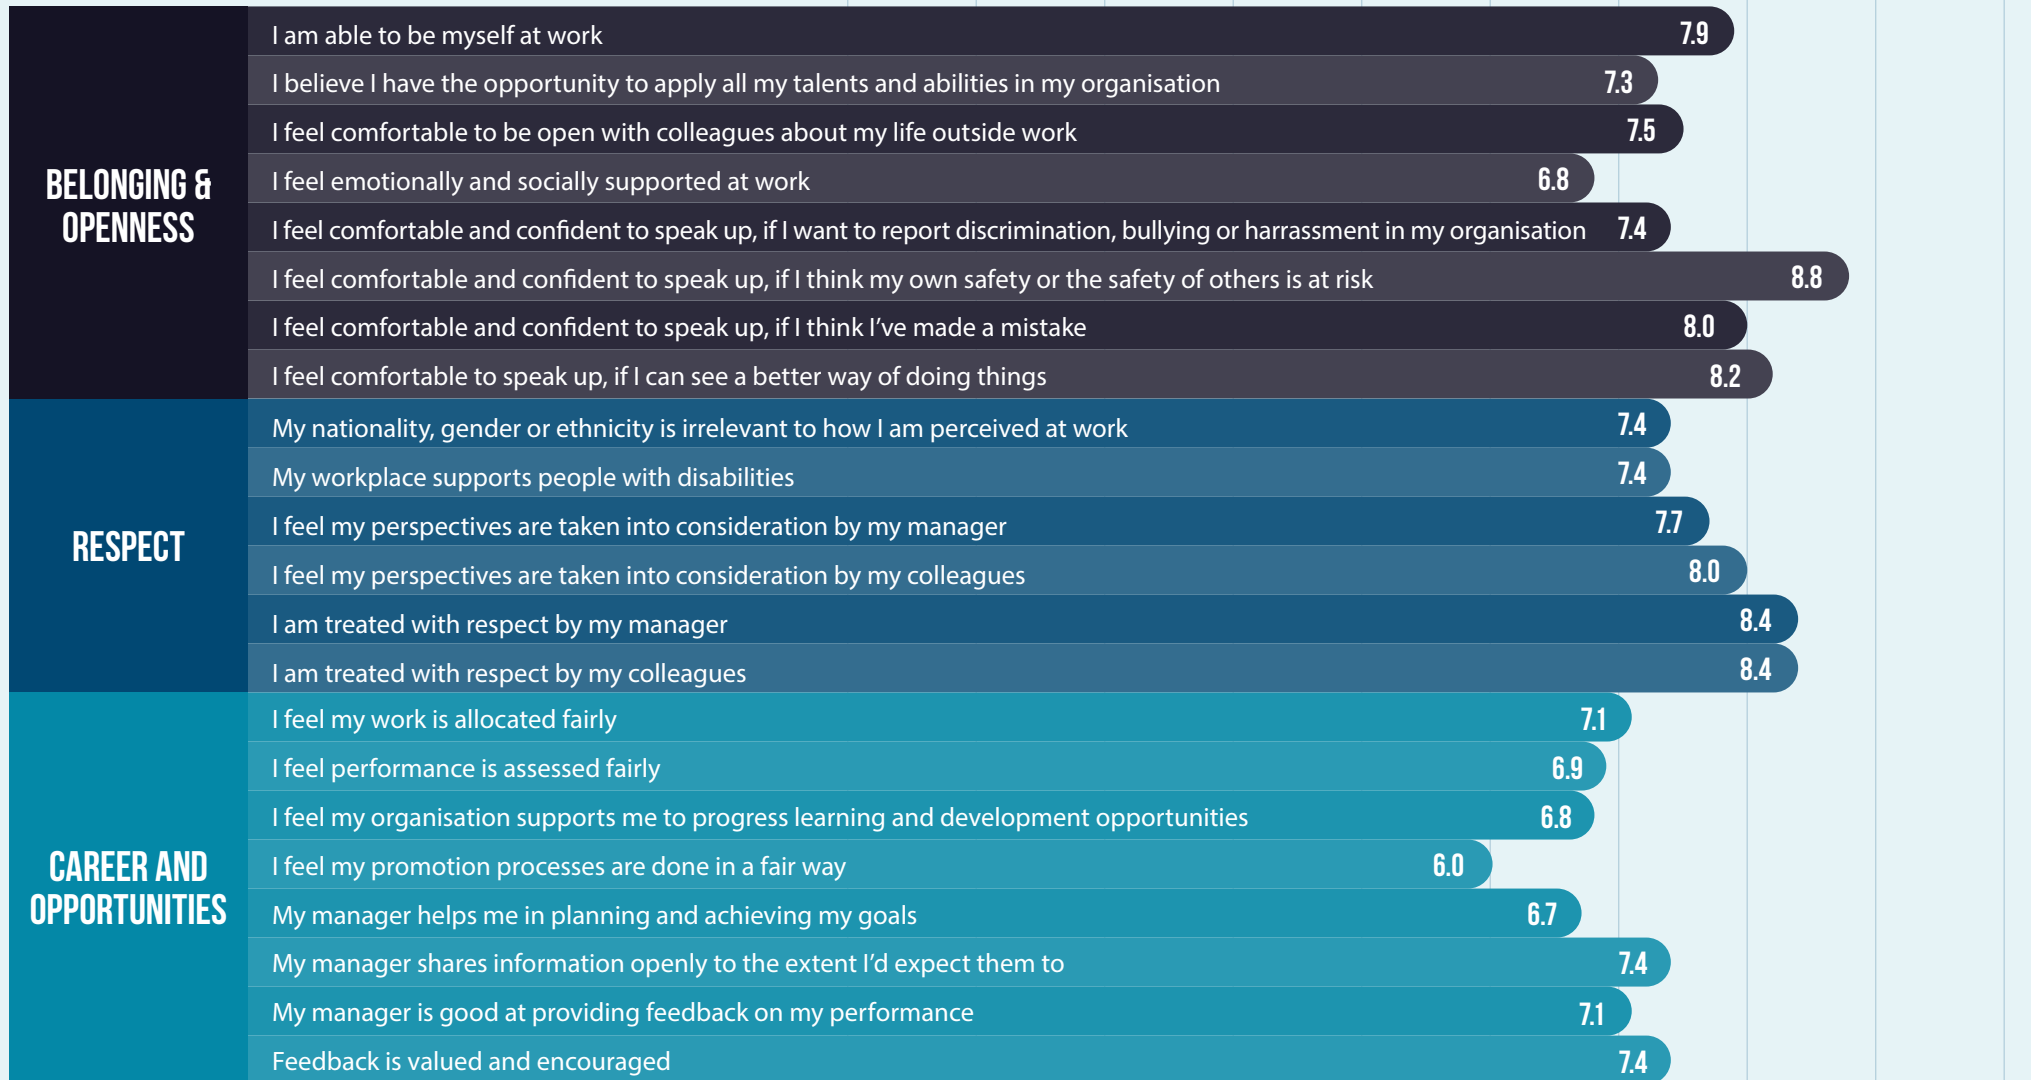 BELONGING &
OPENNESS
I am able to be myself at work 7.9
I believe I have the opportunity to apply all my talents and abilities in my organisation 7.3
I feel comfortable to be open with colleagues about my life outside work 7.5
I feel emotionally and socially supported at work 6.8
I feel comfortable and confident to speak up, if I want to report discrimination, bullying or harrassment in my organisation 7.4
I feel comfortable and confident to speak up, if I think my own safety or the safety of others is at risk 8.8
I feel comfortable and confident to speak up, if I think I’ve made a mistake 8.0
I feel comfortable to speak up, if I can see a better way of doing things 8.2
RESPECT
My nationality, gender or ethnicity is irrelevant to how I am perceived at work 7.4
My workplace supports people with disabilities 7.4
I feel my perspectives are taken into consideration by my manager 7.7
I feel my perspectives are taken into consideration by my colleagues 8.0
I am treated with respect by my manager 8.4
I am treated with respect by my colleagues 8.4
CAREER AND
OPPORTUNITIES
I feel my work is allocated fairly 7.1
I feel performance is assessed fairly 6.9
I feel my organisation supports me to progress learning and development opportunities 6.8
I feel my promotion processes are done in a fair way 6.0
My manager helps me in planning and achieving my goals 6.7
My manager shares information openly to the extent I’d expect them to 7.4
My manager is good at providing feedback on my performance 7.1
Feedback is valued and encouraged 7.4